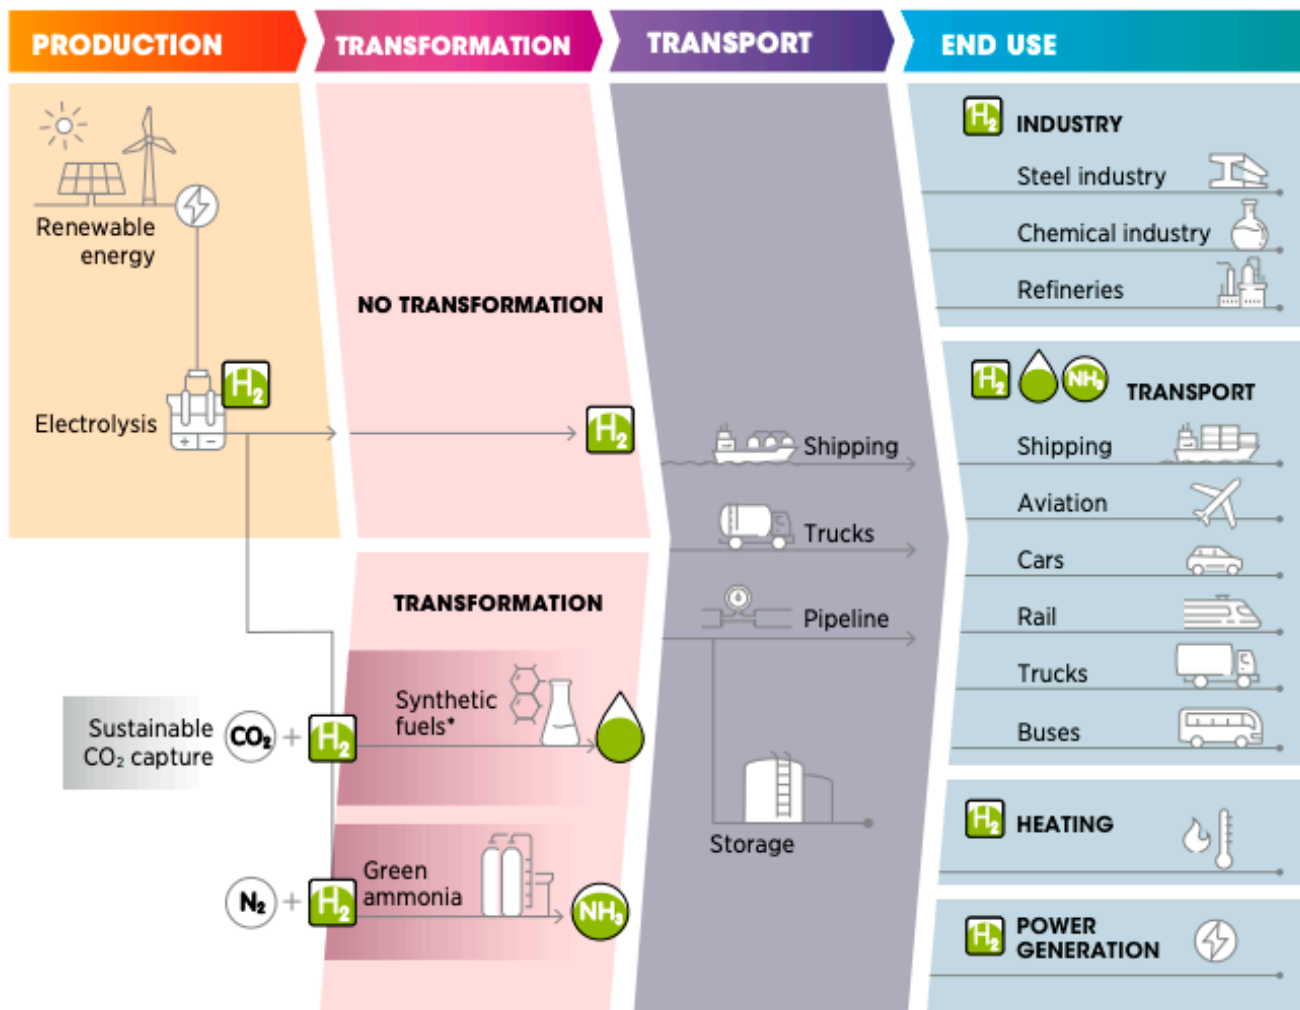 PRODUCTION
TRANSFORMATION
TRANSPORT
END USE
Renewable
energy
Electrolysis
H₂
NO TRANSFORMATION
H₂
TRANSFORMATION
Sustainable
CO₂ capture
CO₂ + H₂
Synthetic
fuels*
N₂ + H₂
Green
ammonia
NH₃
Shipping
Trucks
Pipeline
Storage
H₂ INDUSTRY
Steel industry
Chemical industry
Refineries
H₂ NH₃ TRANSPORT
Shipping
Aviation
Cars
Rail
Trucks
Buses
H₂ HEATING
H₂ POWER
GENERATION